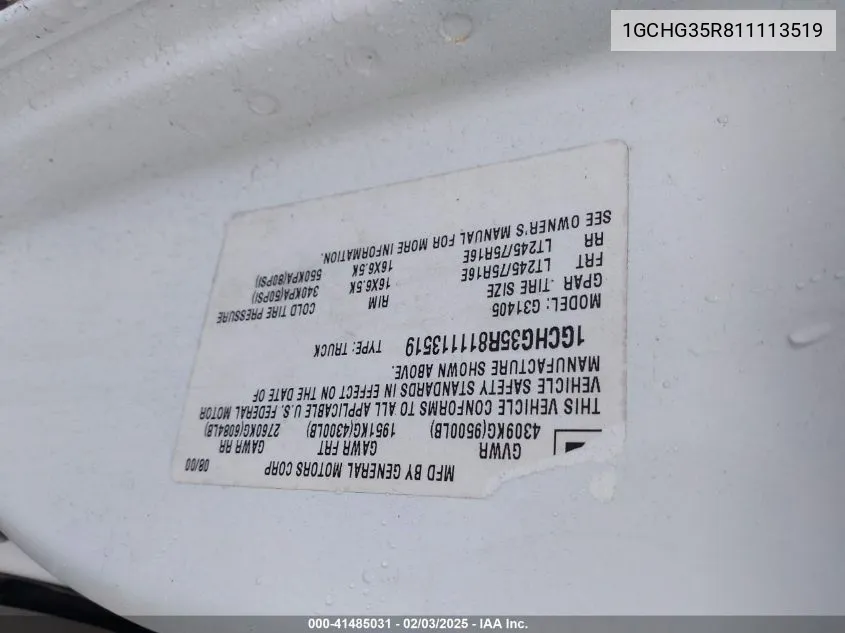 1GCHG35R811113519
MFD BY GENERAL MOTORS CORP 08/00
GVWR GAWR FRT GAWR RR
4309KG(9500LB) 1951KG(4300LB) 2760KG(6084LB)
THIS VEHICLE CONFORMS TO ALL APPLICABLE U.S. FEDERAL MOTOR
VEHICLE SAFETY STANDARDS IN EFFECT ON THE DATE OF
MANUFACTURE SHOWN ABOVE.
1GCHG35R811113519 TYPE: TRUCK
MODEL: G31405
GPAR TIRE SIZE RIM COLD TIRE PRESSURE
FRT LT245/75R16E 16X6.5K 340KPA(50PSI)
RR LT245/75R16E 16X6.5K 550KPA(80PSI)
SEE OWNER'S MANUAL FOR MORE INFORMATION.
000-41485031 - 02/03/2025 - IAA Inc.